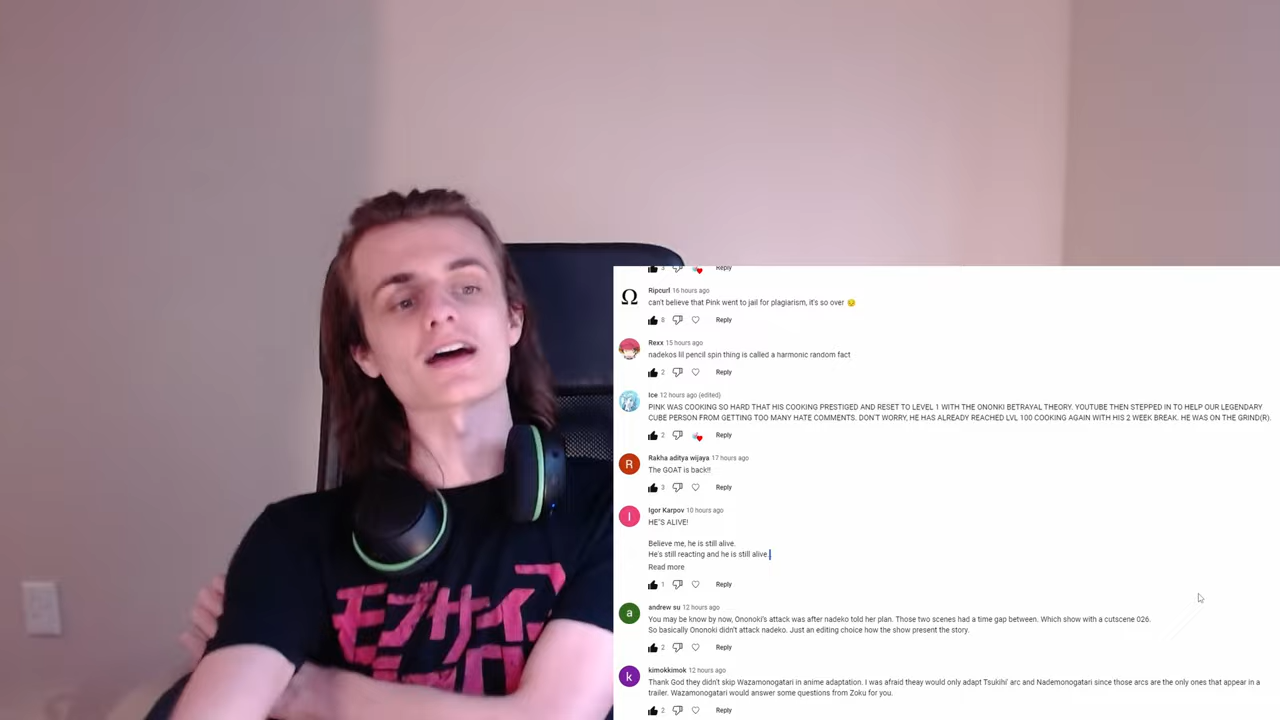 3 Reply
Ω Ripcurl 16 hours ago
can't believe that Pink went to jail for plagiarism, it's so over 😔
8 Reply
Rexx 15 hours ago
nadekos lil pencil spin thing is called a harmonic random fact
2 Reply
Ice 12 hours ago (edited)
PINK WAS COOKING SO HARD THAT HIS COOKING PRESTIGED AND RESET TO LEVEL 1 WITH THE ONONKI BETRAYAL THEORY. YOUTUBE THEN STEPPED IN TO HELP OUR LEGENDARY
CUBE PERSON FROM GETTING TOO MANY HATE COMMENTS. DON'T WORRY, HE HAS ALREADY REACHED LVL 100 COOKING AGAIN WITH HIS 2 WEEK BREAK. HE WAS ON THE GRIND(R).
2 Reply
R Rakha aditya wijaya 17 hours ago
The GOAT is back!!
3 Reply
I Igor Karpov 10 hours ago
HE"S ALIVE!
Believe me, he is still alive.
He's still reacting and he is still alive.
Read more
1 Reply
a andrew su 12 hours ago
You may be know by now, Ononoki's attack was after nadeko told her plan. Those two scenes had a time gap between. Which show with a cutscene 026.
So basically Ononoki didn't attack nadeko. Just an editing choice how the show present the story.
2 Reply
k kimokkimok 12 hours ago
Thank God they didn't skip Wazamonogatari in anime adaptation. I was afraid theay would only adapt Tsukihi' arc and Nademonogatari since those arcs are the only ones that appear in a
trailer. Wazamonogatari would answer some questions from Zoku for you.
2 Reply
モブサイコ